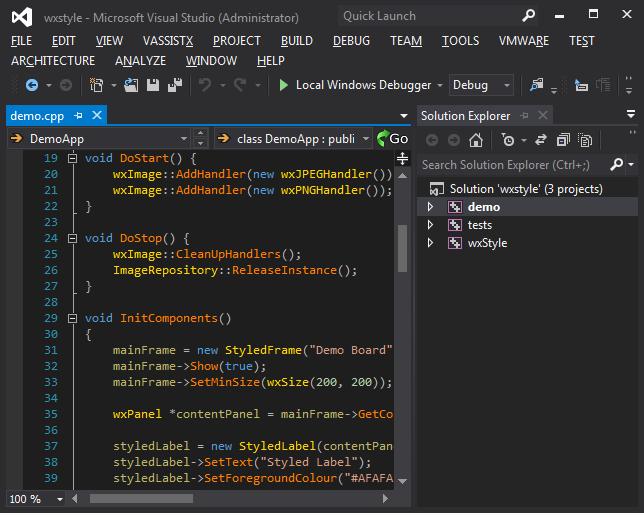 wxstyle - Microsoft Visual Studio (Administrator)
Quick Launch
FILE EDIT VIEW VASSISTX PROJECT BUILD DEBUG TEAM TOOLS VMWARE TEST
ARCHITECTURE ANALYZE WINDOW HELP
Local Windows Debugger Debug
demo.cpp
DemoApp class DemoApp : publi Go
19 void DoStart() {
20 wxImage::AddHandler(new wxJPEGHandler())
21 wxImage::AddHandler(new wxPNGHandler());
22 }
23
24 void DoStop() {
25 wxImage::CleanUpHandlers();
26 ImageRepository::ReleaseInstance();
27 }
28
29 void InitComponents()
30 {
31 mainFrame = new StyledFrame("Demo Board"
32 mainFrame->Show(true);
33 mainFrame->SetMinSize(wxSize(200, 200));
34
35 wxPanel *contentPanel = mainFrame->GetCo
36
37 styledLabel = new StyledLabel(contentPan
38 styledLabel->SetText("Styled Label");
39 styledLabel->SetForegroundColour("#AFAFA
100 %
Solution Explorer
Search Solution Explorer (Ctrl+;)
Solution 'wxstyle' (3 projects)
demo
tests
wxStyle